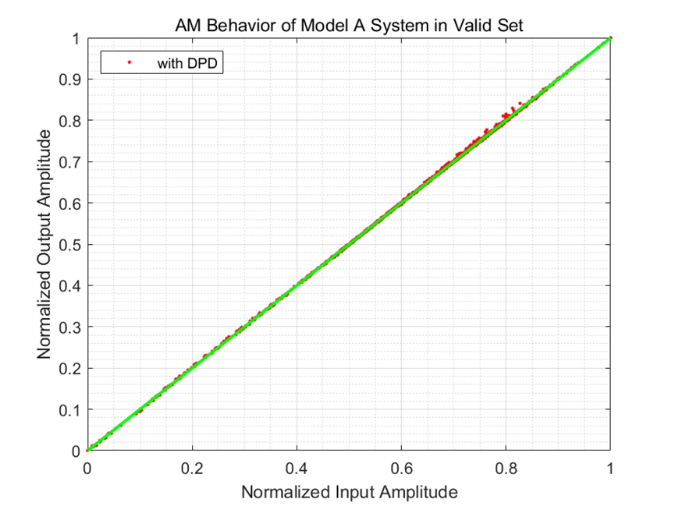 AM Behavior of Model A System in Valid Set
with DPD
1
0.9
0.8
0.7
0.6
0.5
0.4
0.3
0.2
0.1
0
Normalized Output Amplitude
0 0.2 0.4 0.6 0.8 1
Normalized Input Amplitude